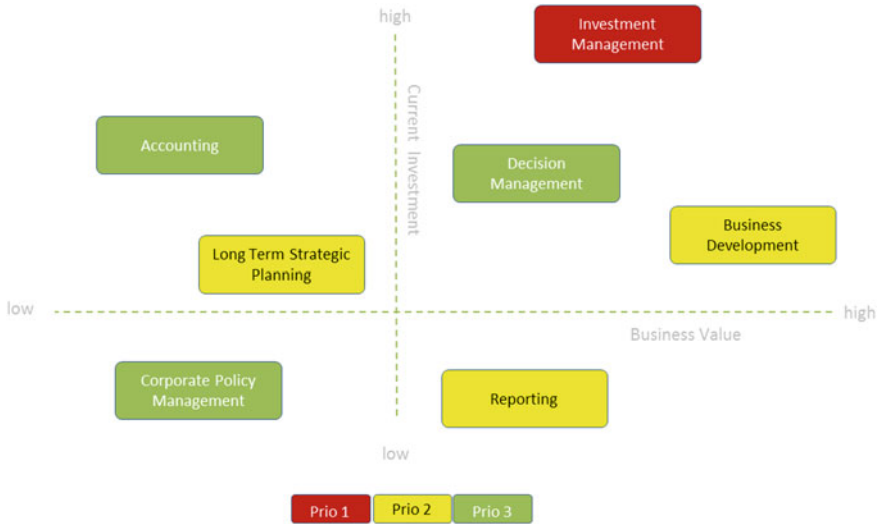 high
Investment
Management
Current Investment
Accounting
Decision
Management
Business
Development
Long Term Strategic
Planning
low
high
Business Value
Corporate Policy
Management
Reporting
low
Prio 1
Prio 2
Prio 3